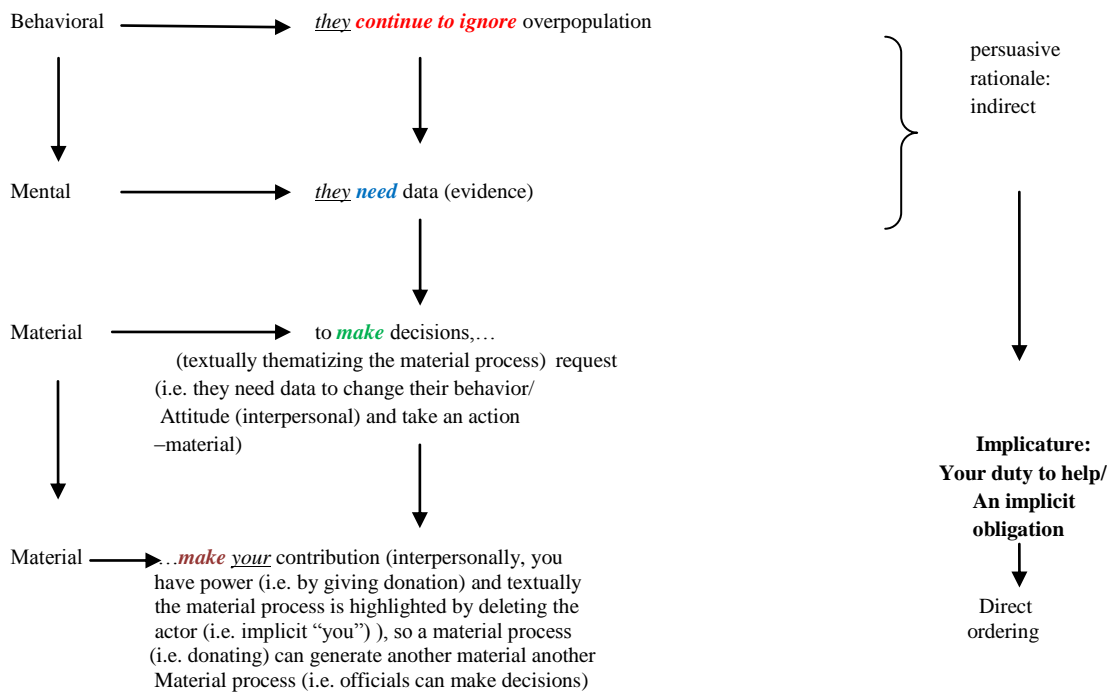 Behavioral they continue to ignore overpopulation
persuasive
rationale:
indirect
Mental they need data (evidence)
Material to make decisions,…
(textually thematizing the material process) request
(i.e. they need data to change their behavior/
Attitude (interpersonal) and take an action
–material)
Implicature:
Your duty to help/
An implicit
obligation
Material …make your contribution (interpersonally, you
have power (i.e. by giving donation) and textually
the material process is highlighted by deleting the
actor (i.e. implicit “you”) ), so a material process
(i.e. donating) can generate another material another
Material process (i.e. officials can make decisions)
Direct
ordering